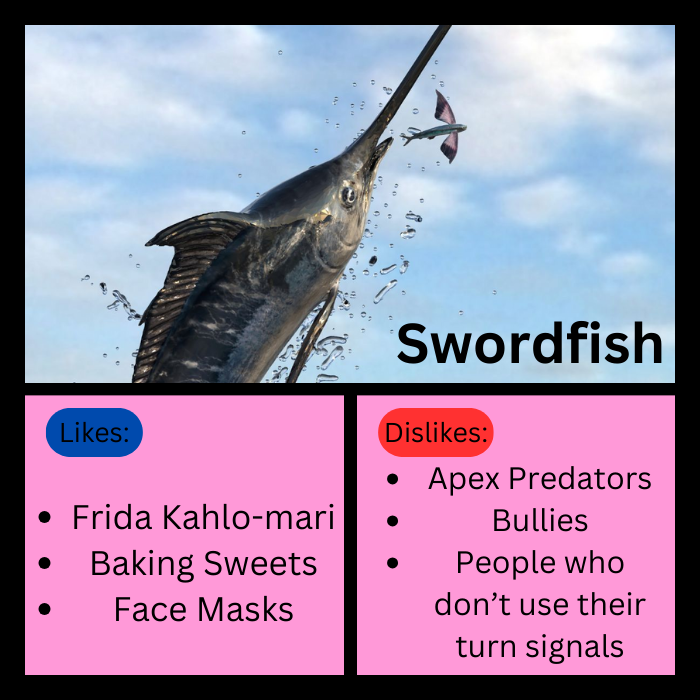 Swordfish
Likes:
• Frida Kahlo-mari
• Baking Sweets
• Face Masks
Dislikes:
• Apex Predators
• Bullies
• People who
don’t use their
turn signals